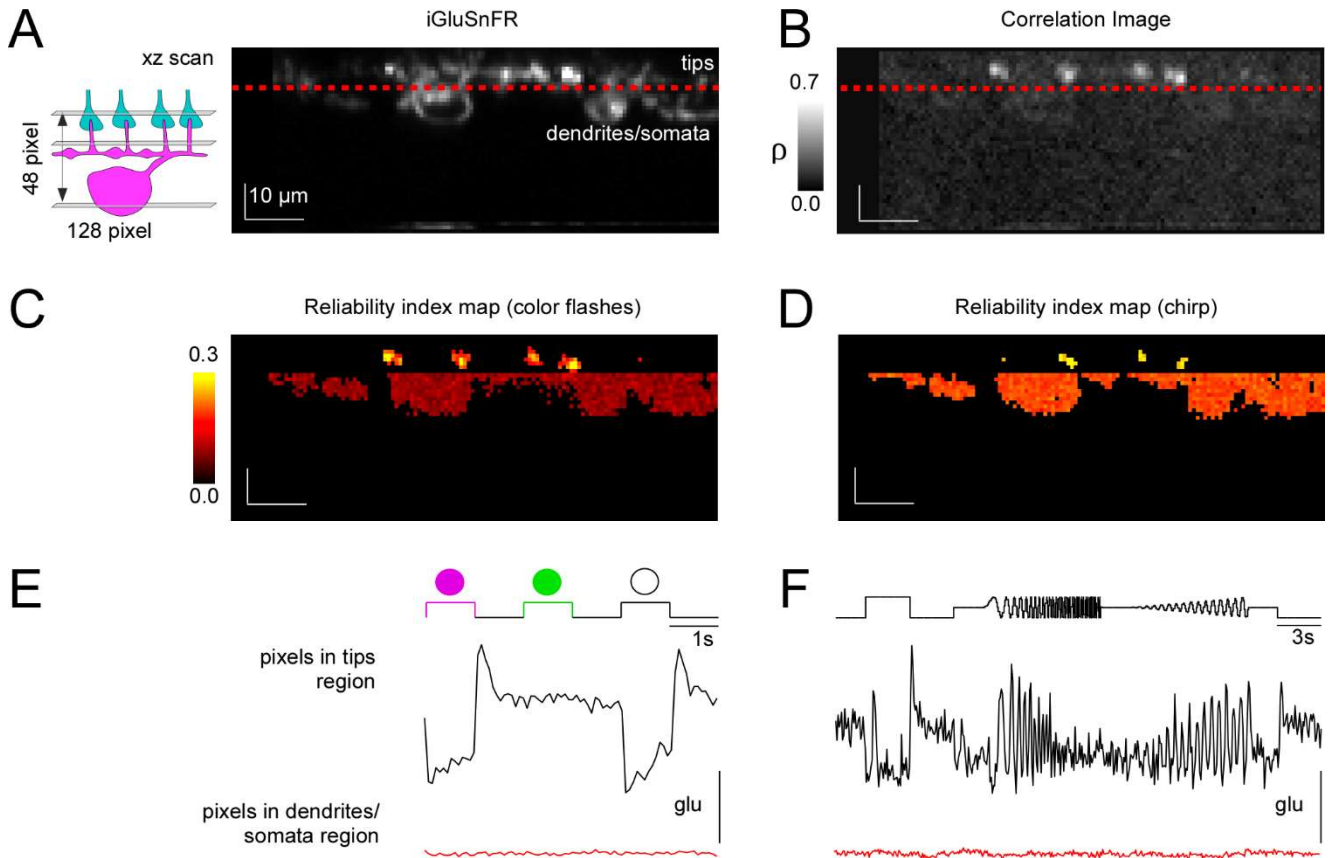 A
iGluSnFR
xz scan
48 pixel
128 pixel
tips
dendrites/somata
10 µm
B
Correlation Image
0.7
ρ
0.0
C
Reliability index map (color flashes)
0.3
0.0
D
Reliability index map (chirp)
E
1s
pixels in tips
region
glu
pixels in dendrites/
somata region
F
3s
glu